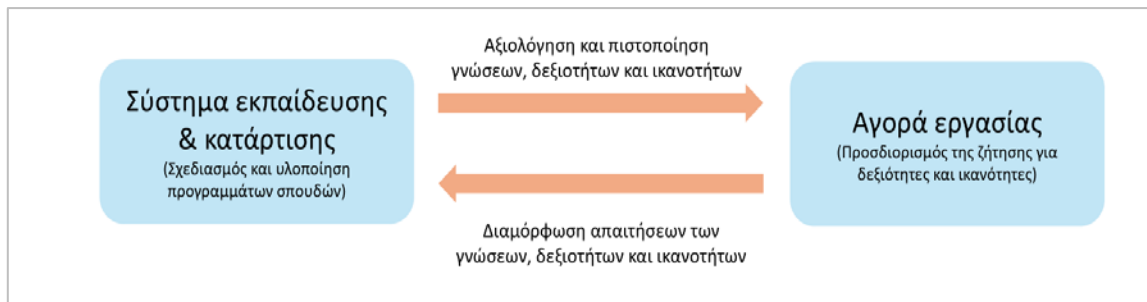 Σύστημα εκπαίδευσης
& κατάρτισης
(Σχεδιασμός και υλοποίηση
προγραμμάτων σπουδών)
Αξιολόγηση και πιστοποίηση
γνώσεων, δεξιοτήτων και ικανοτήτων
Διαμόρφωση απαιτήσεων των
γνώσεων, δεξιοτήτων και ικανοτήτων
Αγορά εργασίας
(Προσδιορισμός της ζήτησης για
δεξιότητες και ικανότητες)